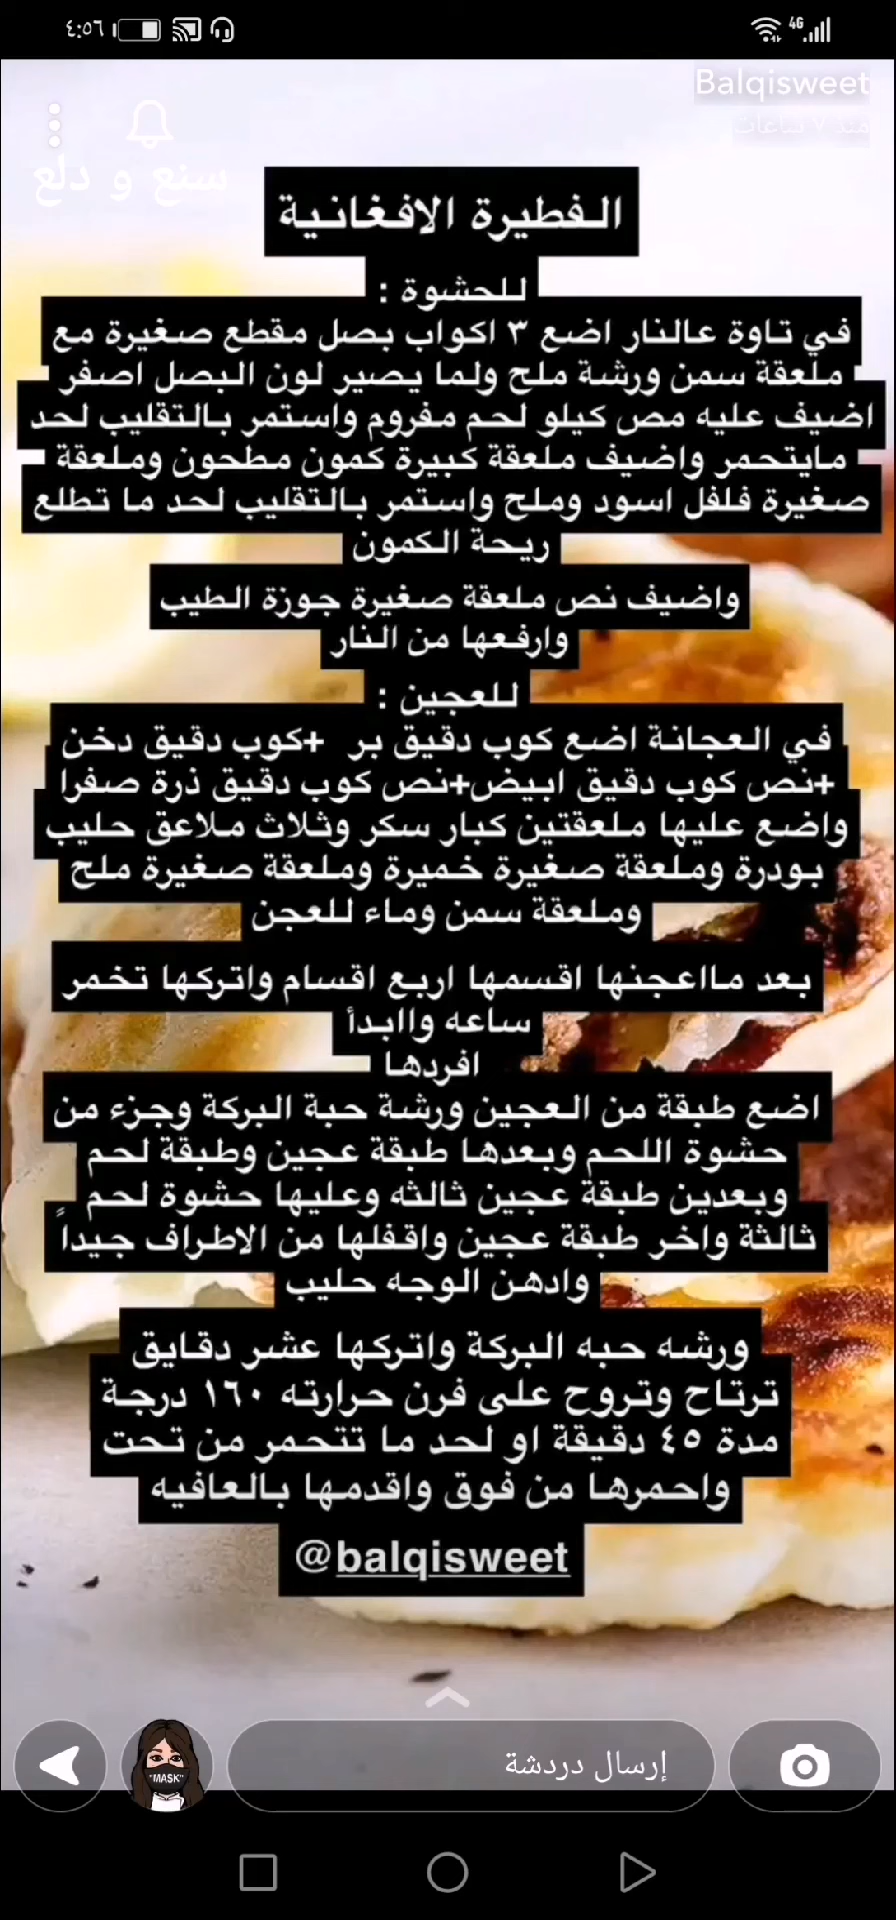 ٤:٥٦
4G
Balqisweet
منذ ٧ ساعات
سنع و دلع
الفطيرة الافغانية
للحشوة :
في تاوة عالنار اضع ٣ اكواب بصل مقطع صغيرة مع
ملعقة سمن ورشة ملح ولما يصير لون البصل اصفر
اضيف عليه مص كيلو لحم مفروم واستمر بالتقليب لحد
مايتحمر واضيف ملعقة كبيرة كمون مطحون وملعقة
صغيرة فلفل اسود وملح واستمر بالتقليب لحد ما تطلع
ريحة الكمون
واضيف نص ملعقة صغيرة جوزة الطيب
وارفعها من النار
للعجين :
في العجانة اضع كوب دقيق بر +كوب دقيق دخن
+نص كوب دقيق ابيض+نص كوب دقيق ذرة صفرا
واضع عليها ملعقتين كبار سكر وثلاث ملاعق حليب
بودرة وملعقة صغيرة خميرة وملعقة صغيرة ملح
وملعقة سمن وماء للعجن
بعد مااعجنها اقسمها اربع اقسام واتركها تخمر
ساعه واابدأ
افردها
اضع طبقة من العجين ورشة حبة البركة وجزء من
حشوة اللحم وبعدها طبقة عجين وطبقة لحم
وبعدين طبقة عجين ثالثه وعليها حشوة لحم
ثالثة واخر طبقة عجين واقفلها من الاطراف جيداً
وادهن الوجه حليب
ورشه حبه البركة واتركها عشر دقايق
ترتاح وتروح على فرن حرارته ١٦٠ درجة
مدة ٤٥ دقيقة او لحد ما تتحمر من تحت
واحمرها من فوق واقدمها بالعافيه
@balqisweet
"MASK"
إرسال دردشة